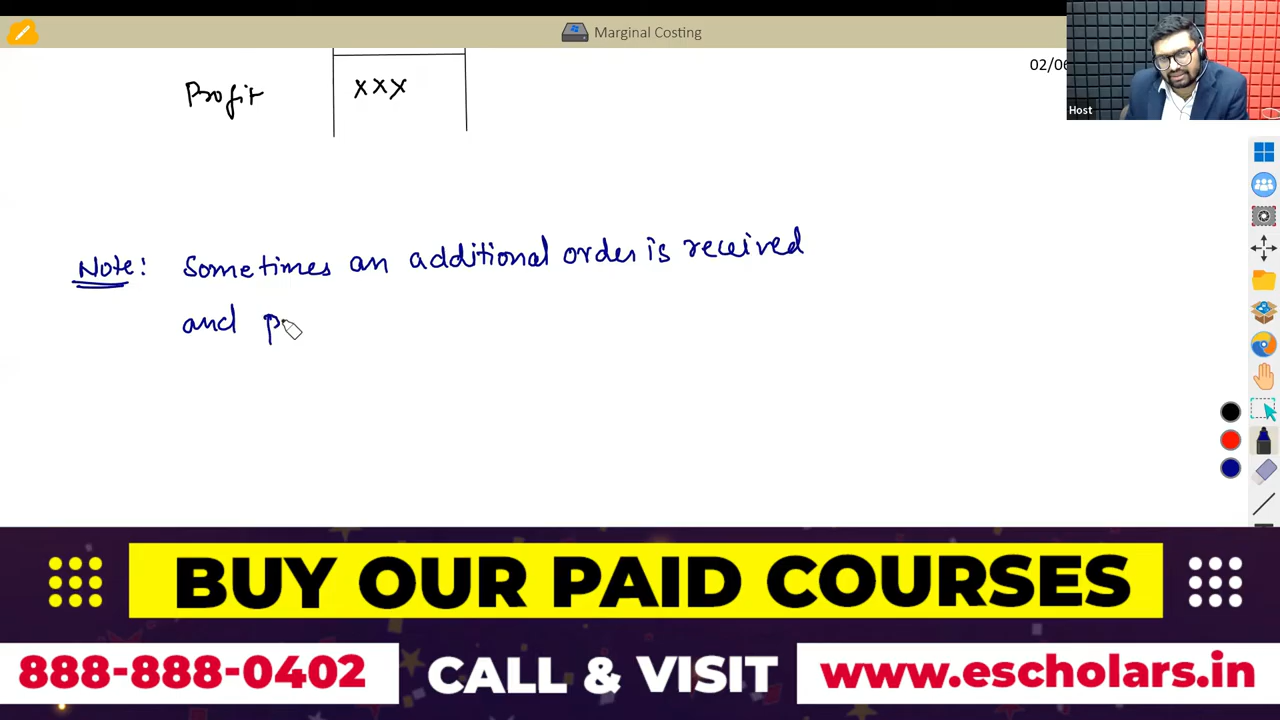 Marginal Costing
02/06
Host
Profit xxx
Note: Sometimes an additional order is received
and p
BUY OUR PAID COURSES
888-888-0402 CALL & VISIT www.escholars.in